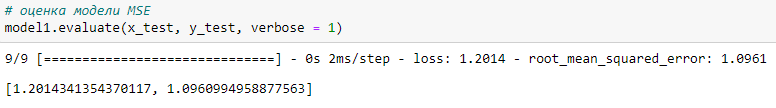 # оценка модели MSE
model1.evaluate(x_test, y_test, verbose = 1)
9/9 [==============================] - 0s 2ms/step - loss: 1.2014 - root_mean_squared_error: 1.0961
[1.2014341354370117, 1.0960994958877563]